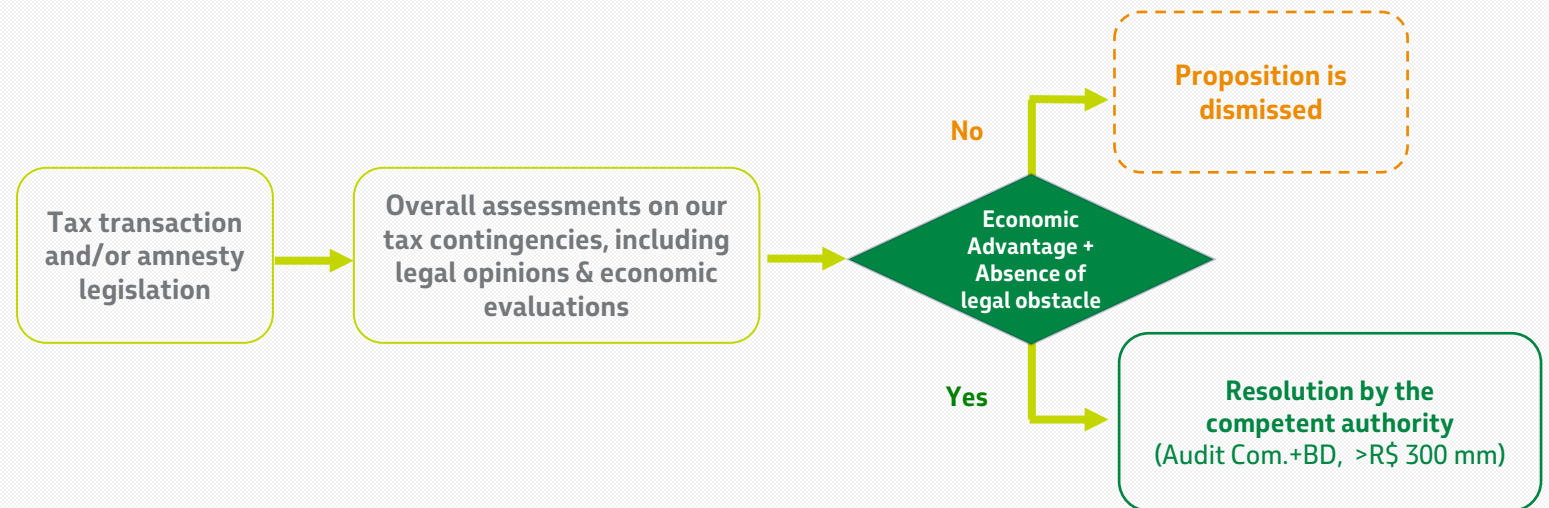 Tax transaction
and/or amnesty
legislation
Overall assessments on our
tax contingencies, including
legal opinions & economic
evaluations
Economic
Advantage +
Absence of
legal obstacle
No
Proposition is
dismissed
Yes
Resolution by the
competent authority
(Audit Com.+BD, >R$ 300 mm)